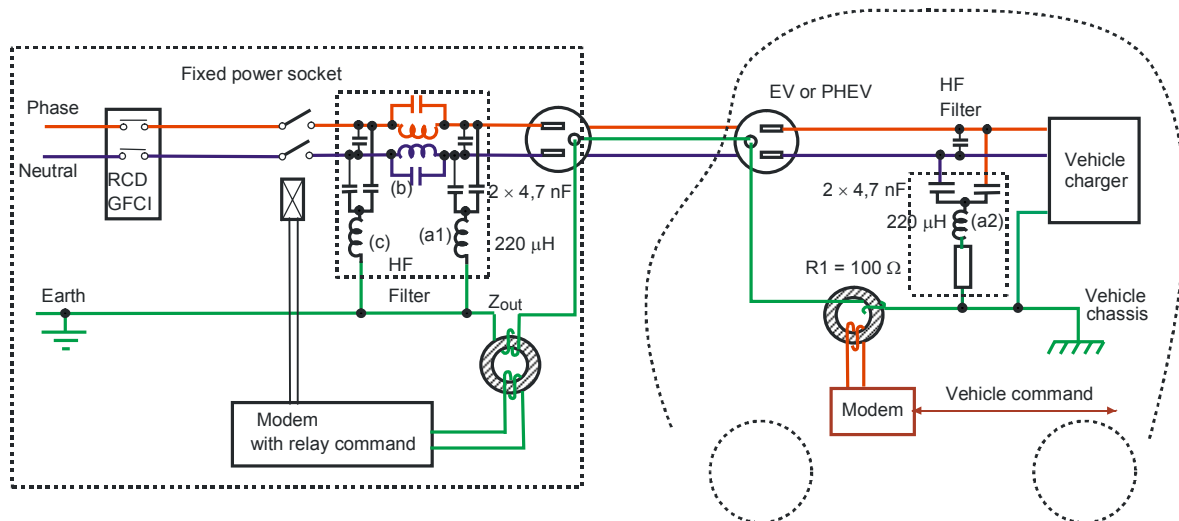 Fixed power socket
Phase
Neutral
RCD
GFCI
(b)
2 × 4,7 nF
(c)
(a1)
220 μH
HF
Filter
Earth
Zout
Modem
with relay command
EV or PHEV
HF
Filter
Vehicle
charger
2 × 4,7 nF
220 μH
(a2)
R1 = 100 Ω
Vehicle
chassis
Modem
Vehicle command